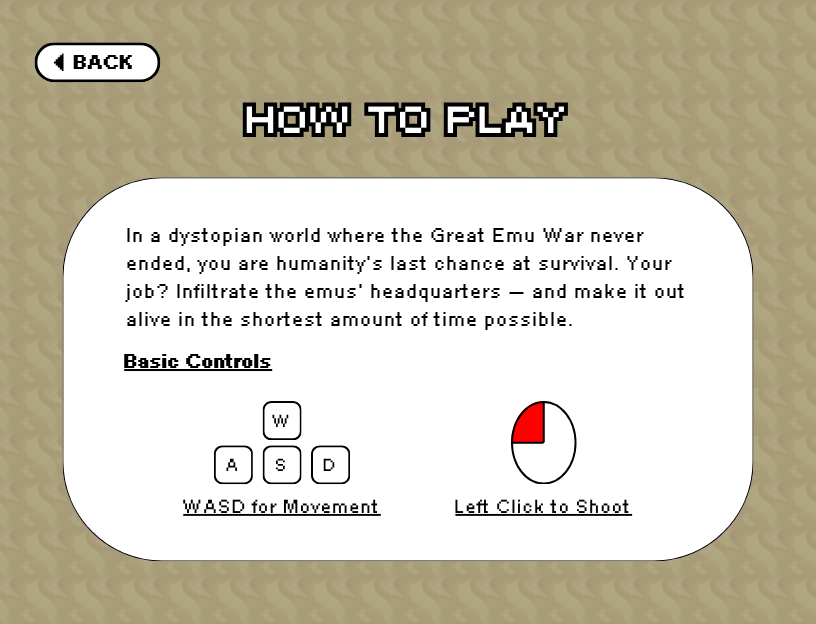 BACK
HOW TO PLAY
In a dystopian world where the Great Emu War never
ended, you are humanity's last chance at survival. Your
job? Infiltrate the emus' headquarters — and make it out
alive in the shortest amount of time possible.
Basic Controls
W
A S D
WASD for Movement
Left Click to Shoot